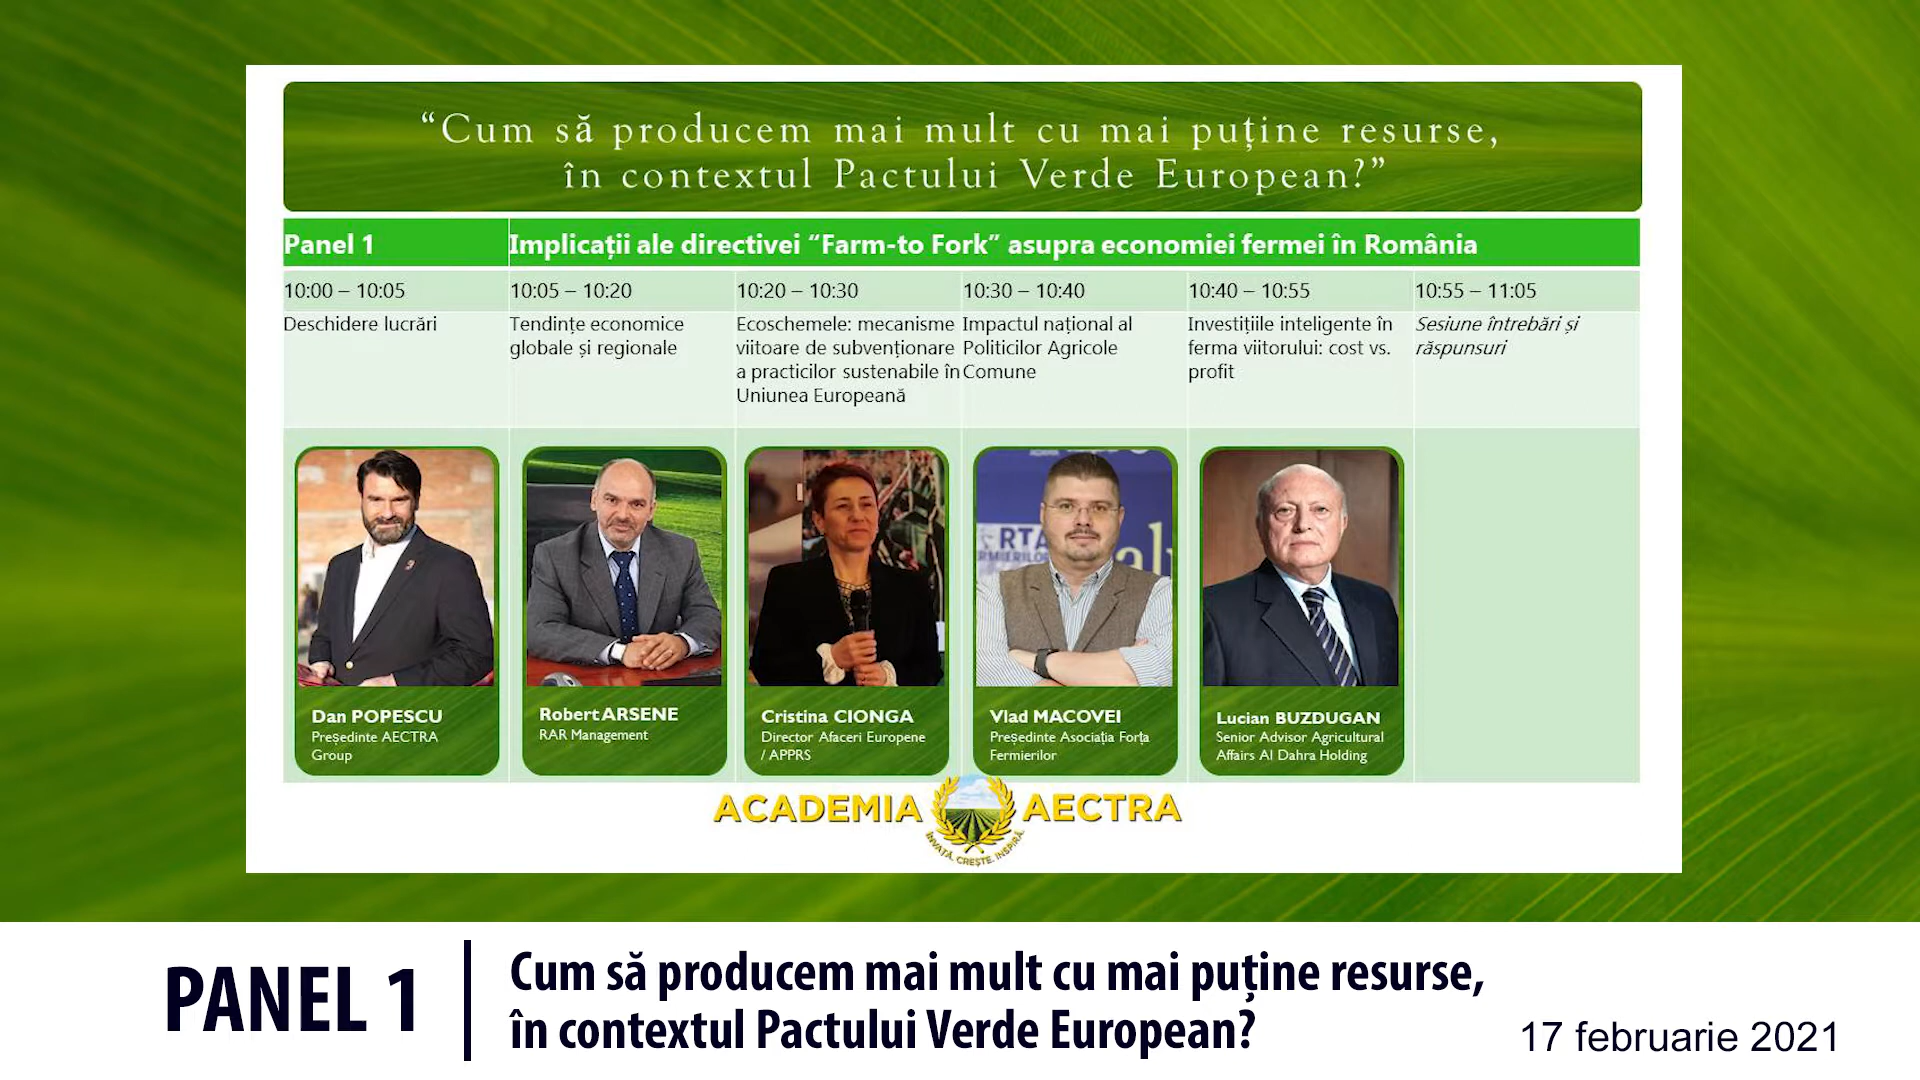 “Cum să producem mai mult cu mai puține resurse,
în contextul Pactului Verde European?”
Panel 1
Implicații ale directivei “Farm-to Fork” asupra economiei fermei în România
10:00 – 10:05
10:05 – 10:20
10:20 – 10:30
10:30 – 10:40
10:40 – 10:55
10:55 – 11:05
Deschidere lucrări
Tendințe economice
globale și regionale
Ecoschemele: mecanisme
viitoare de subvenționare
a practicilor sustenabile în
Uniunea Europeană
Impactul național al
Politicilor Agricole
Comune
Investițiile inteligente în
ferma viitorului: cost vs.
profit
Sesiune întrebări și
răspunsuri
Dan POPESCU
Președinte AECTRA
Group
Robert ARSENE
RAR Management
Cristina CIONGA
Director Afaceri Europene
/ APPRS
Vlad MACOVEI
Președinte Asociația Forța
Fermierilor
Lucian BUZDUGAN
Senior Advisor Agricultural
Affairs Al Dahra Holding
ACADEMIA AECTRA
ÎNVAȚĂ. CREȘTE. INSPIRĂ.
PANEL 1
Cum să producem mai mult cu mai puține resurse,
în contextul Pactului Verde European?
17 februarie 2021